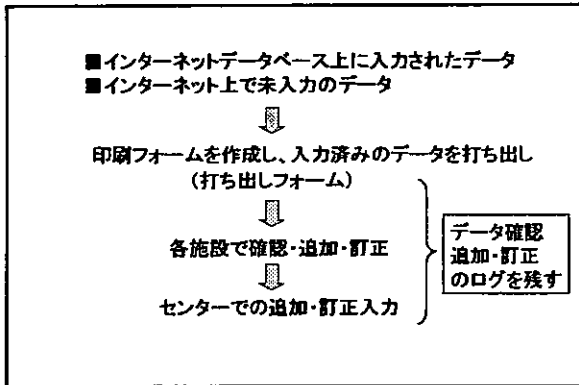 ■インターネットデータベース上に入力されたデータ
■インターネット上で未入力のデータ
印刷フォームを作成し、入力済みのデータを打ち出し
(打ち出しフォーム)
各施段で確認・追加・訂正
センターでの追加・訂正入力
データ確認
追加・訂正
のログを残す